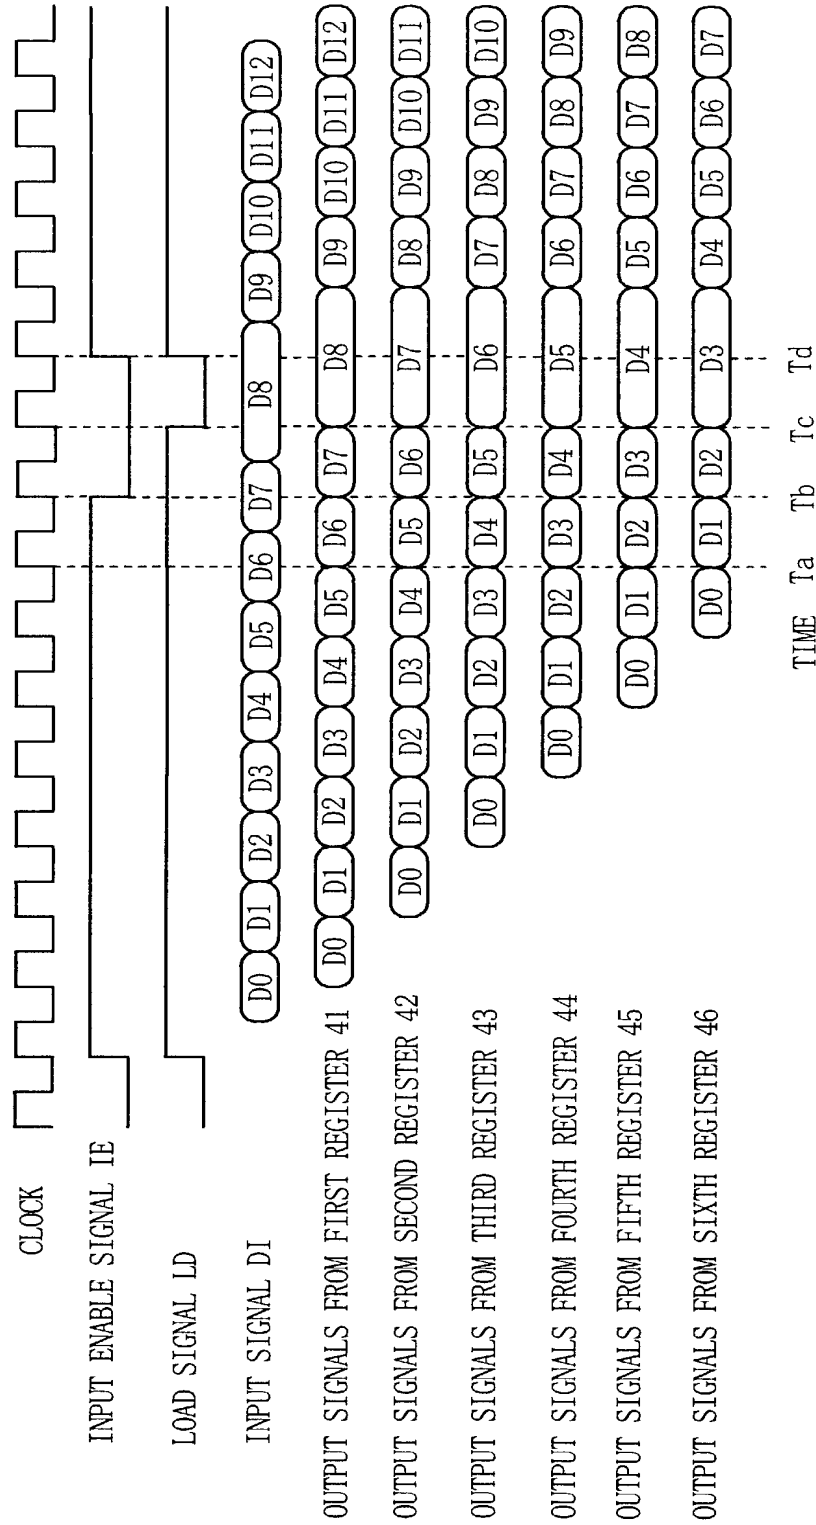 CLOCK
INPUT ENABLE SIGNAL IE
LOAD SIGNAL LD
INPUT SIGNAL DI D0 D1 D2 D3 D4 D5 D6 D7 D8 D9 D10 D11 D12
OUTPUT SIGNALS FROM FIRST REGISTER 41 D0 D1 D2 D3 D4 D5 D6 D7 D8 D9 D10 D11 D12
OUTPUT SIGNALS FROM SECOND REGISTER 42 D0 D1 D2 D3 D4 D5 D6 D7 D8 D9 D10 D11
OUTPUT SIGNALS FROM THIRD REGISTER 43 D0 D1 D2 D3 D4 D5 D6 D7 D8 D9 D10
OUTPUT SIGNALS FROM FOURTH REGISTER 44 D0 D1 D2 D3 D4 D5 D6 D7 D8 D9
OUTPUT SIGNALS FROM FIFTH REGISTER 45 D0 D1 D2 D3 D4 D5 D6 D7 D8
OUTPUT SIGNALS FROM SIXTH REGISTER 46 D0 D1 D2 D3 D4 D5 D6 D7
TIME Ta Tb Tc Td